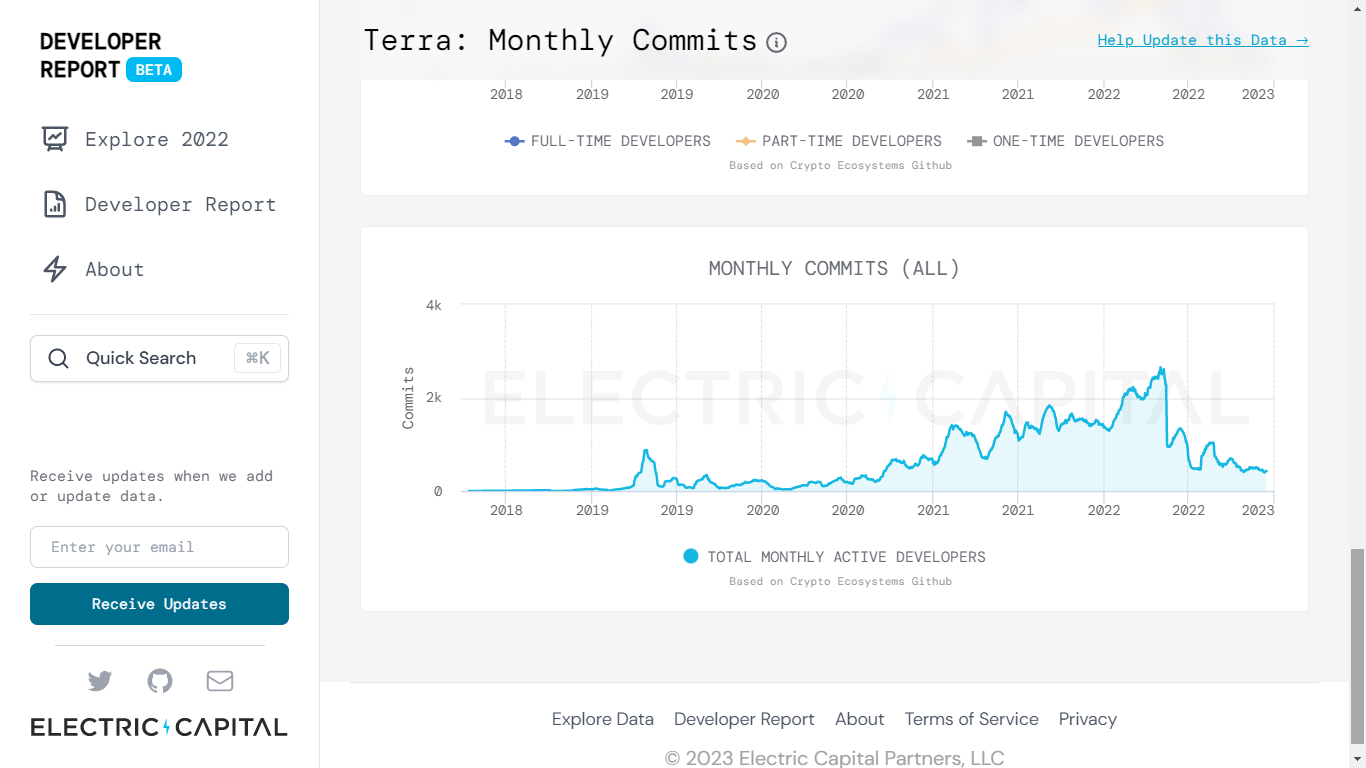 DEVELOPER
REPORT BETA
Explore 2022
Developer Report
About
Quick Search ⌘K
Receive updates when we add
or update data.
Enter your email
Receive Updates
ELECTRIC CAPITAL
Terra: Monthly Commits
Help Update this Data →
2018 2019 2019 2020 2020 2021 2021 2022 2022 2023
FULL-TIME DEVELOPERS PART-TIME DEVELOPERS ONE-TIME DEVELOPERS
Based on Crypto Ecosystems Github
MONTHLY COMMITS (ALL)
4k
2k
0
Commits
ELECTRIC CAPITAL
2018 2019 2019 2020 2020 2021 2021 2022 2022 2023
TOTAL MONTHLY ACTIVE DEVELOPERS
Based on Crypto Ecosystems Github
Explore Data Developer Report About Terms of Service Privacy
© 2023 Electric Capital Partners, LLC